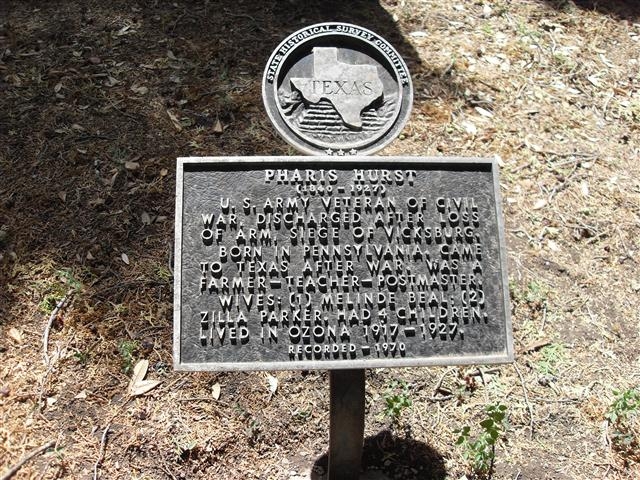 STATE HISTORICAL SURVEY COMMITTEE
TEXAS
PHARIS HURST
(1840 - 1927)
U. S. ARMY VETERAN OF CIVIL
WAR. DISCHARGED AFTER LOSS
OF ARM, SIEGE OF VICKSBURG.
BORN IN PENNSYLVANIA. CAME
TO TEXAS AFTER WAR. WAS A
FARMER-TEACHER-POSTMASTER.
WIVES: (1) MELINDE BEAL; (2)
ZILLA PARKER. HAD 4 CHILDREN.
LIVED IN OZONA 1917-1927.
RECORDED - 1970